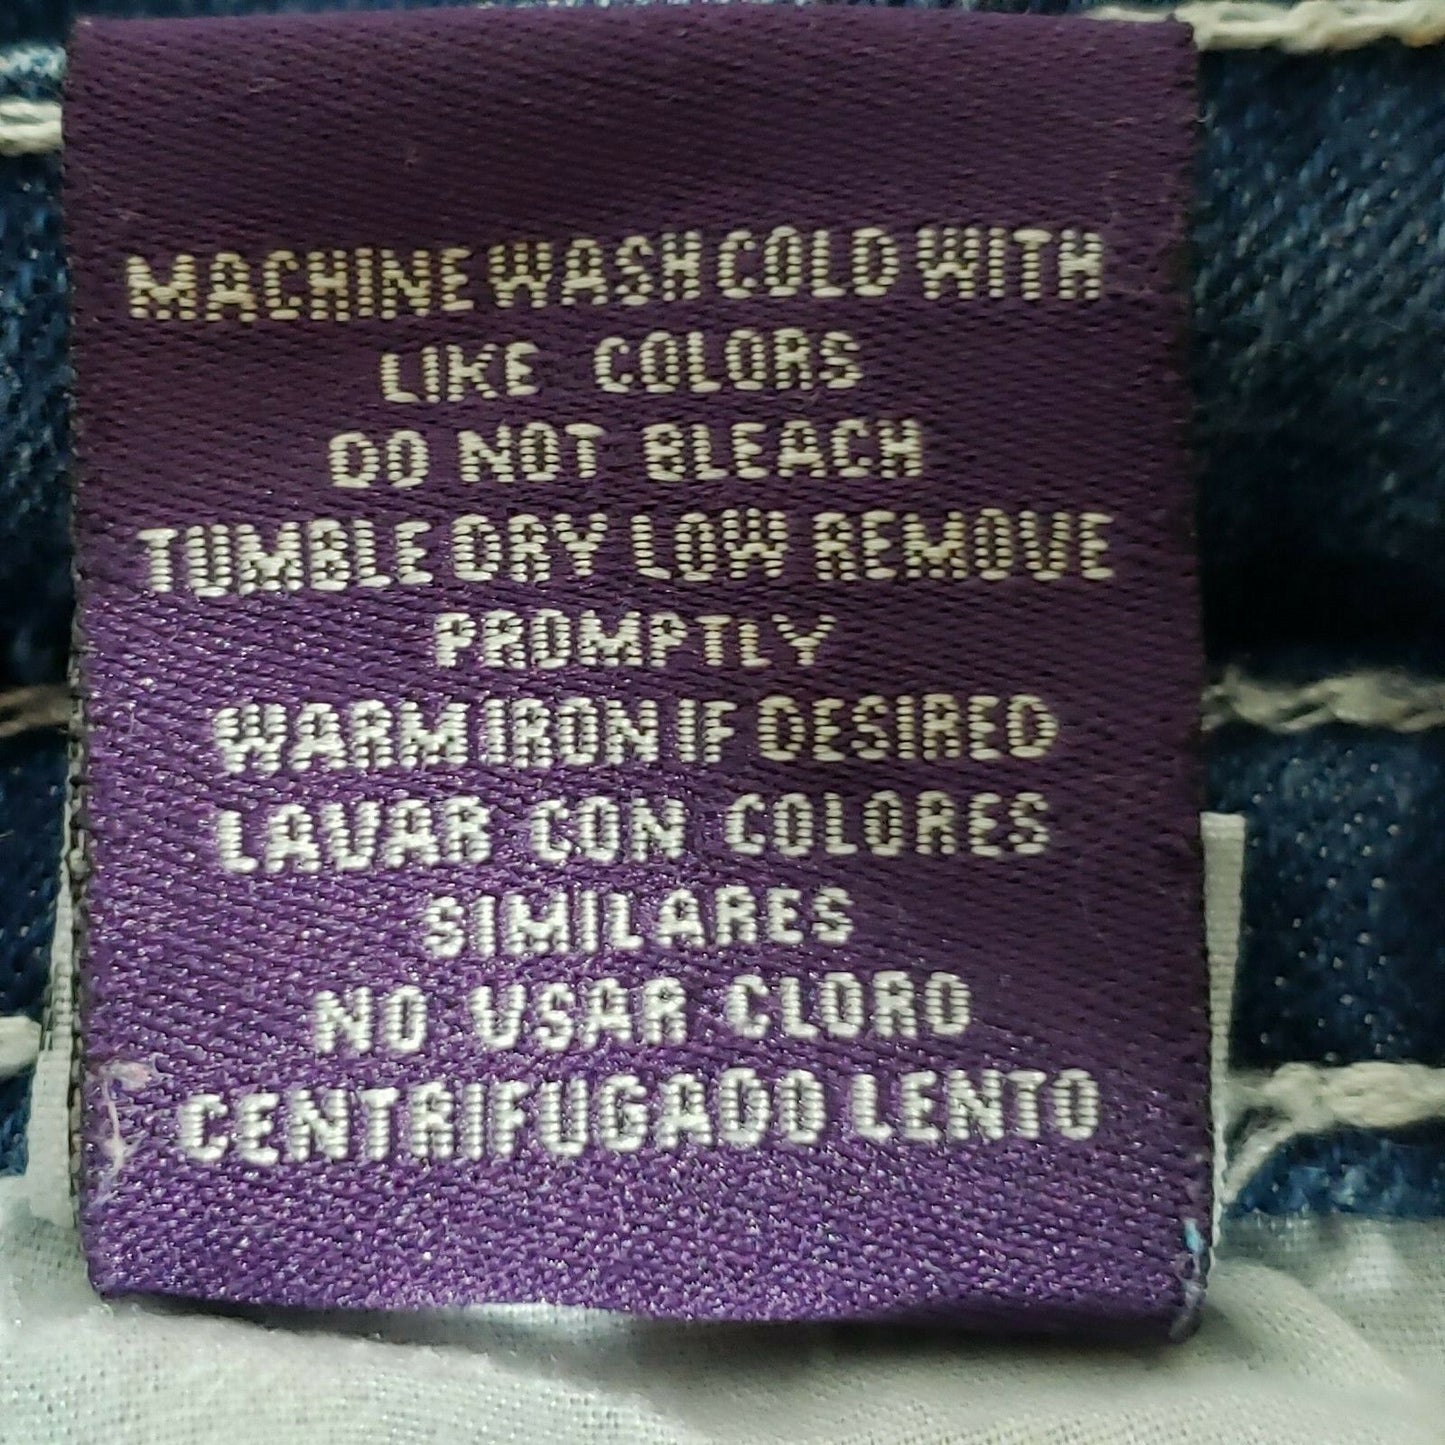 MACHINE WASH COLD WITH
LIKE COLORS
DO NOT BLEACH
TUMBLE DRY LOW REMOVE
PROMPTLY
WARM IRON IF DESIRED
LAVAR CON COLORES
SIMILARES
NO USAR CLORO
CENTRIFUGADO LENTO